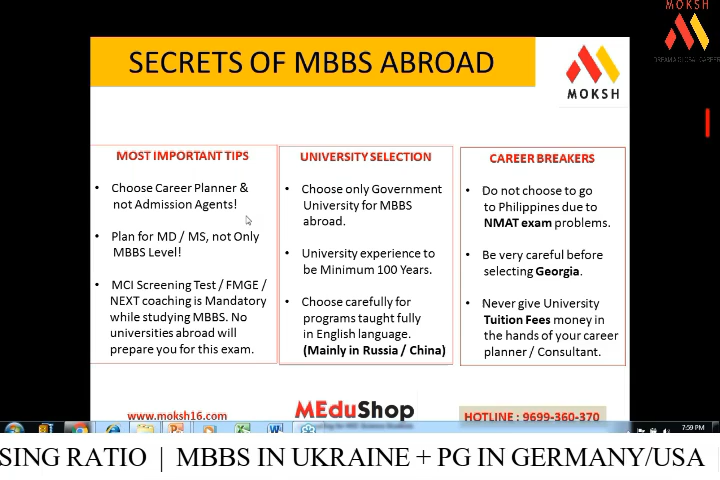 MOKSH
DREAM A GLOBAL CAREER
SECRETS OF MBBS ABROAD
MOKSH
MOST IMPORTANT TIPS
• Choose Career Planner &
not Admission Agents!
• Plan for MD / MS, not Only
MBBS Level!
• MCI Screening Test / FMGE /
NEXT coaching is Mandatory
while studying MBBS. No
universities abroad will
prepare you for this exam.
UNIVERSITY SELECTION
• Choose only Government
University for MBBS
abroad.
• University experience to
be Minimum 100 Years.
• Choose carefully for
programs taught fully
in English language.
(Mainly in Russia / China)
CAREER BREAKERS
• Do not choose to go
to Philippines due to
NMAT exam problems.
• Be very careful before
selecting Georgia.
• Never give University
Tuition Fees money in
the hands of your career
planner / Consultant.
www.moksh16.com
MEduShop
HOTLINE : 9699-360-370
7:59 PM
SING RATIO | MBBS IN UKRAINE + PG IN GERMANY/USA |